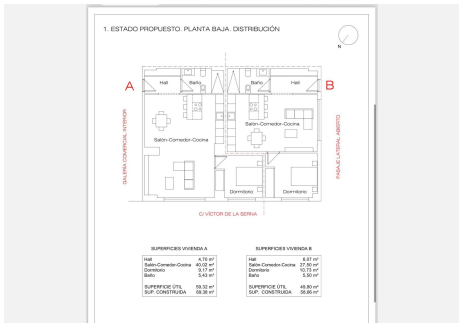 1. ESTADO PROPUESTO. PLANTA BAJA. DISTRIBUCIÓN
N
A
Hall
Baño
Baño
Hall
B
Salón-Comedor-Cocina
Salón-Comedor-Cocina
GALERÍA COMERCIAL INTERIOR
PASAJE LATERAL ABIERTO
Dormitorio
Dormitorio
C/ VÍCTOR DE LA SERNA
SUPERFICIES VIVIENDA A
Hall 4,70 m²
Salón-Comedor-Cocina 40,02 m²
Dormitorio 9,17 m²
Baño 5,43 m²
SUPERFICIE ÚTIL 59,32 m²
SUP. CONSTRUIDA 69,38 m²
SUPERFICIES VIVIENDA B
Hall 6,07 m²
Salón-Comedor-Cocina 27,50 m²
Dormitorio 10,73 m²
Baño 5,50 m²
SUPERFICIE ÚTIL 49,80 m²
SUP. CONSTRUIDA 58,86 m²